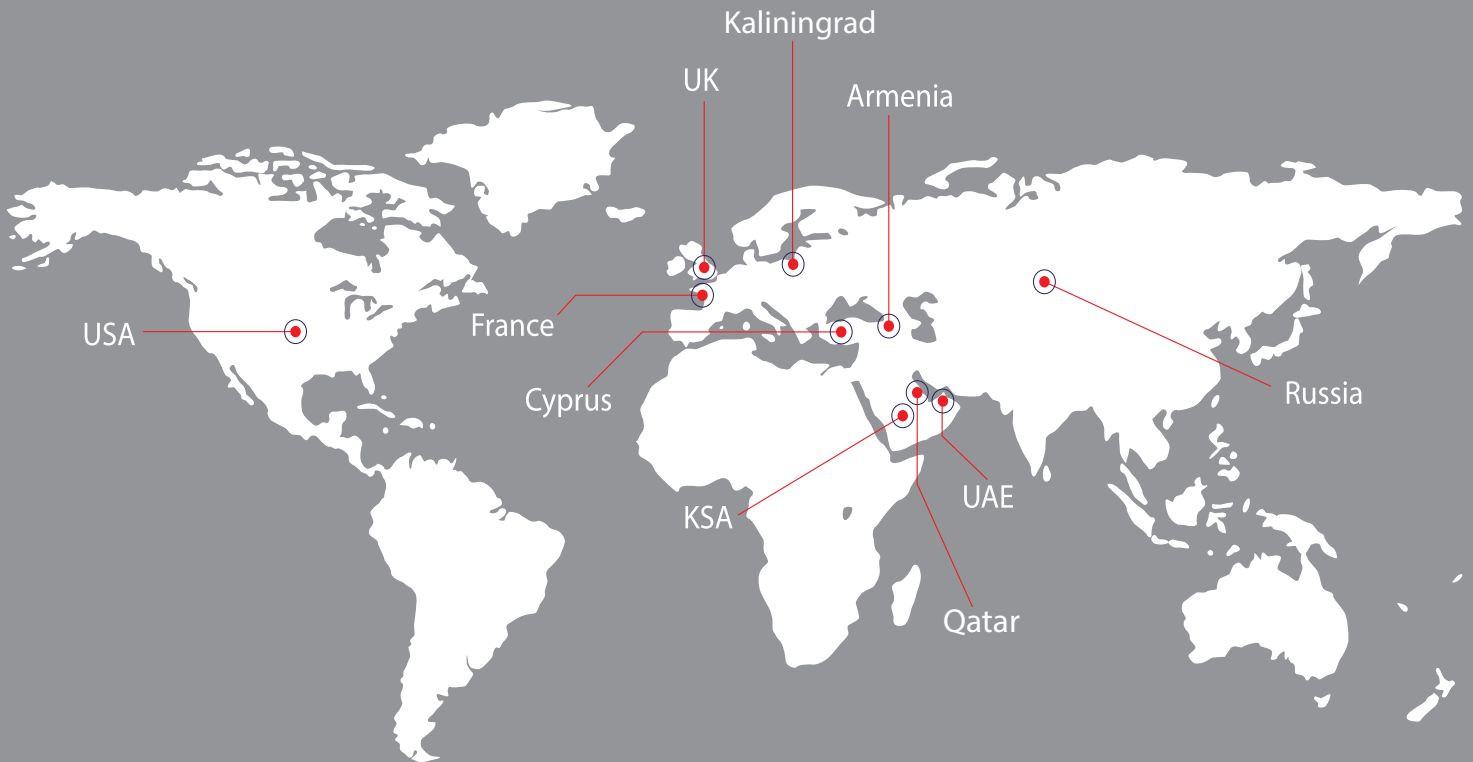 Kaliningrad
UK
Armenia
USA
France
Cyprus
Russia
KSA
UAE
Qatar